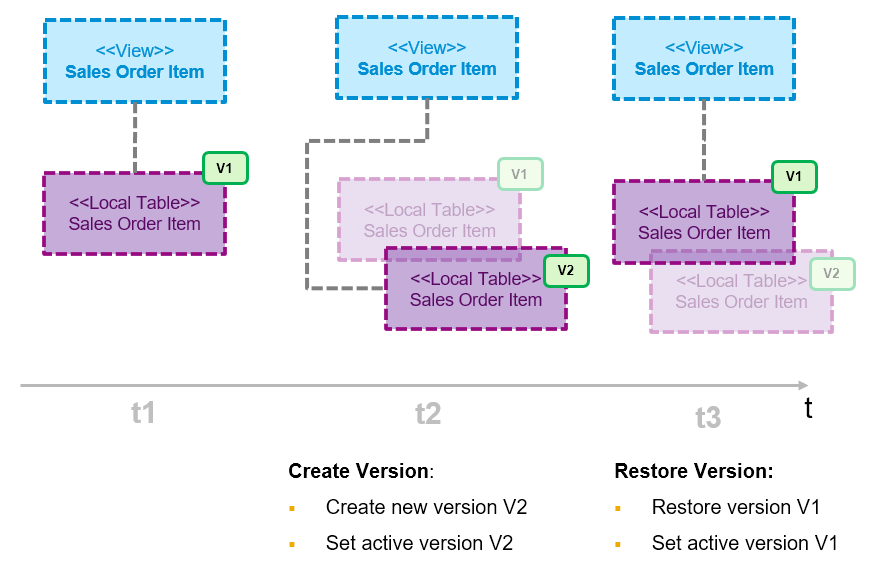 <<View>>
Sales Order Item
V1
<<Local Table>>
Sales Order Item
<<View>>
Sales Order Item
V1
<<Local Table>>
Sales Order Item
V2
<<Local Table>>
Sales Order Item
<<View>>
Sales Order Item
V1
<<Local Table>>
Sales Order Item
V2
<<Local Table>>
Sales Order Item
t1
t2
t3
t
Create Version:
▪ Create new version V2
▪ Set active version V2
Restore Version:
▪ Restore version V1
▪ Set active version V1